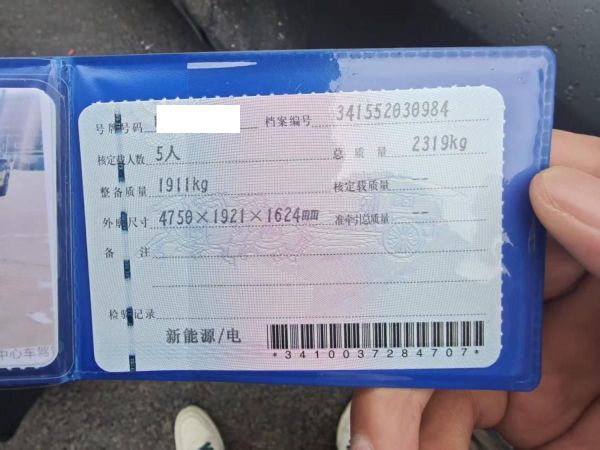 号牌号码 档案编号 341552030984
核定载人数 5人 总质量 2319kg
整备质量 1911kg 核定载质量 --
外廓尺寸 4750×1921×1624mm 准牵引总质量 --
备注
检验记录
新能源/电
*3410037284707*
中心车驾